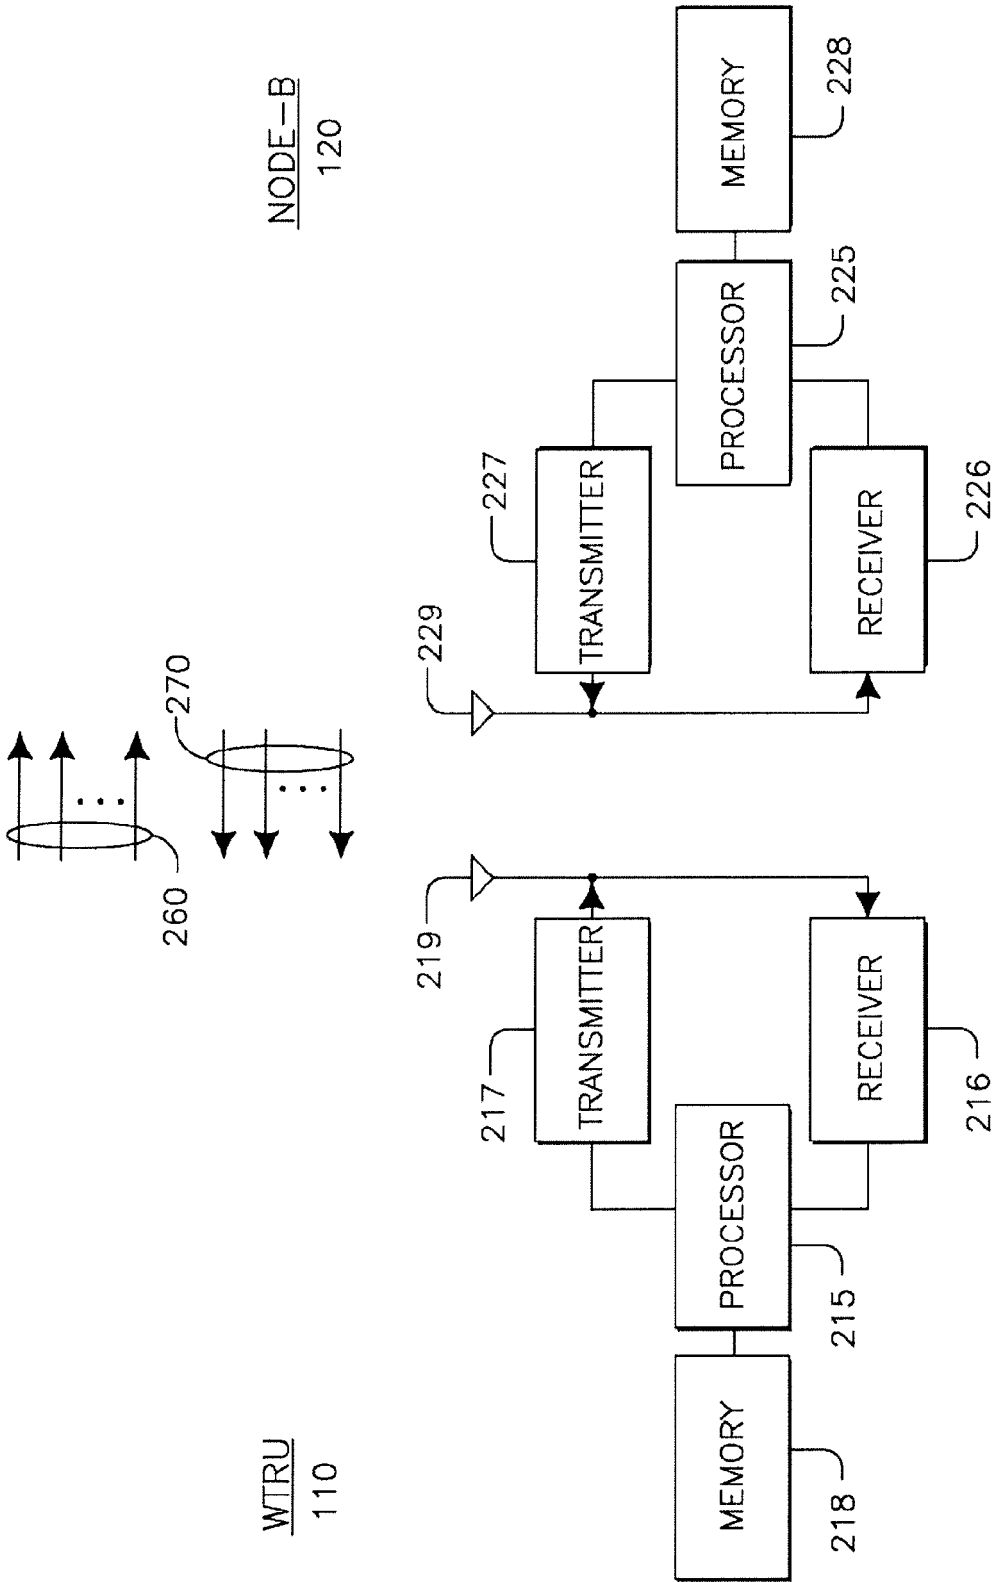 260
270
WTRU
110
NODE-B
120
219
229
217
227
TRANSMITTER
TRANSMITTER
MEMORY
PROCESSOR
PROCESSOR
MEMORY
218
215
225
228
RECEIVER
RECEIVER
216
226